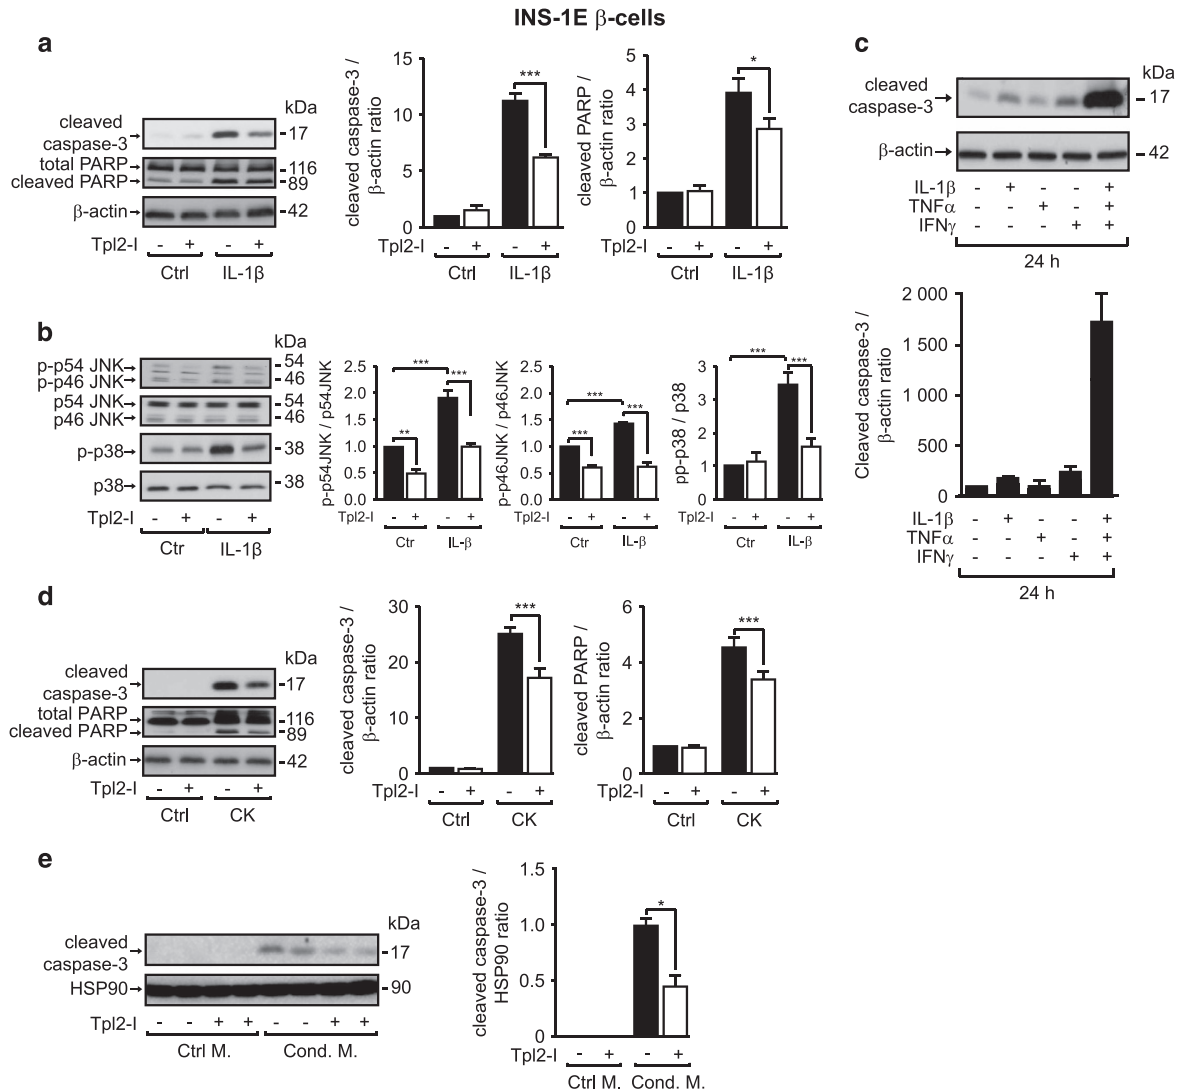 INS-1E β-cells
a
kDa
cleaved
caspase-3
17
total PARP
116
cleaved PARP
89
β-actin
42
Tpl2-I - + - +
Ctrl IL-1β
cleaved caspase-3 /
β-actin ratio
15
10
5
0
***
Tpl2-I - + - +
Ctrl IL-1β
cleaved PARP /
β-actin ratio
5
4
3
2
1
0
*
Tpl2-I - + - +
Ctrl IL-1β
b
kDa
p-p54 JNK
54
p-p46 JNK
46
p54 JNK
54
p46 JNK
46
p-p38
38
p38
38
Tpl2-I - + - +
Ctr IL-1β
p-p54JNK / p54JNK
2.5
2.0
1.5
1.0
0.5
0.0
**
***
***
Tpl2-I - + - +
Ctr IL-β
p-p46JNK / p46JNK
2.5
2.0
1.5
1.0
0.5
0.0
***
***
***
Tpl2-I - + - +
Ctr IL-β
pp-p38 / p38
3
2
1
0
***
***
Tpl2-I - + - +
Ctr IL-β
c
kDa
cleaved
caspase-3
17
β-actin
42
IL-1β - + - - +
TNFα - - + - +
IFNγ - - - + +
24 h
Cleaved caspase-3 /
β-actin ratio
2 000
1 500
1 000
500
0
IL-1β - + - - +
TNFα - - + - +
IFNγ - - - + +
24 h
d
kDa
cleaved
caspase-3
17
total PARP
116
cleaved PARP
89
β-actin
42
Tpl2-I - + - +
Ctrl CK
cleaved caspase-3 /
β-actin ratio
30
20
10
0
***
Tpl2-I - + - +
Ctrl CK
cleaved PARP /
β-actin ratio
6
4
2
0
***
Tpl2-I - + - +
Ctrl CK
e
kDa
cleaved
caspase-3
17
HSP90
90
Tpl2-I - - + + - - + +
Ctrl M. Cond. M.
cleaved caspase-3 /
HSP90 ratio
1.5
1.0
0.5
0
*
Tpl2-I - + - +
Ctrl M. Cond. M.